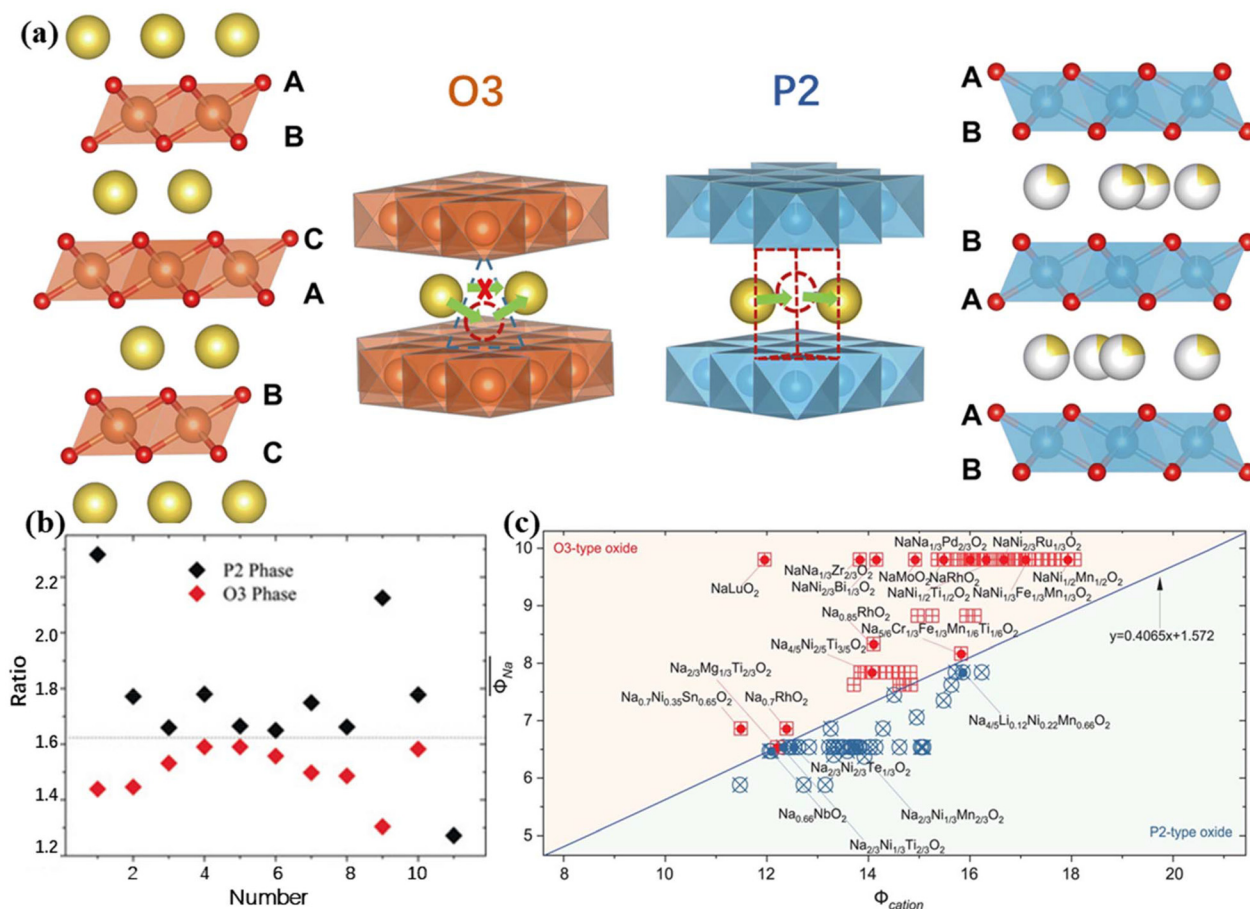 (a)
O3
P2
A
B
C
A
B
C
A
B
B
A
A
B
(b)
Ratio
2.2
2.0
1.8
1.6
1.4
1.2
P2 Phase
O3 Phase
0
2
4
6
8
10
Number
(c)
Φ̅Na
10
9
8
7
6
5
O3-type oxide
NaNa1/3Pd2/3O2
NaNi2/3Ru1/3O2
NaNa1/3Zr2/3O2
NaLuO2
NaNi2/3Bi1/3O2
NaMoO2
NaRhO2
NaNi1/2Mn1/2O2
NaNi1/2Ti1/2O2
NaNi1/3Fe1/3Mn1/3O2
Na0.85RhO2
Na5/6Cr1/3Fe1/3Mn1/6Ti1/6O2
y=0.4065x+1.572
Na4/5Ni2/5Ti3/5O2
Na2/3Mg1/3Ti2/3O2
Na0.7Ni0.35Sn0.65O2
Na0.7RhO2
Na4/5Li0.12Ni0.22Mn0.66O2
Na2/3Ni2/3Te1/3O2
Na0.66NbO2
Na2/3Ni1/3Mn2/3O2
Na2/3Ni1/3Ti2/3O2
P2-type oxide
8
10
12
14
16
18
20
Φcation